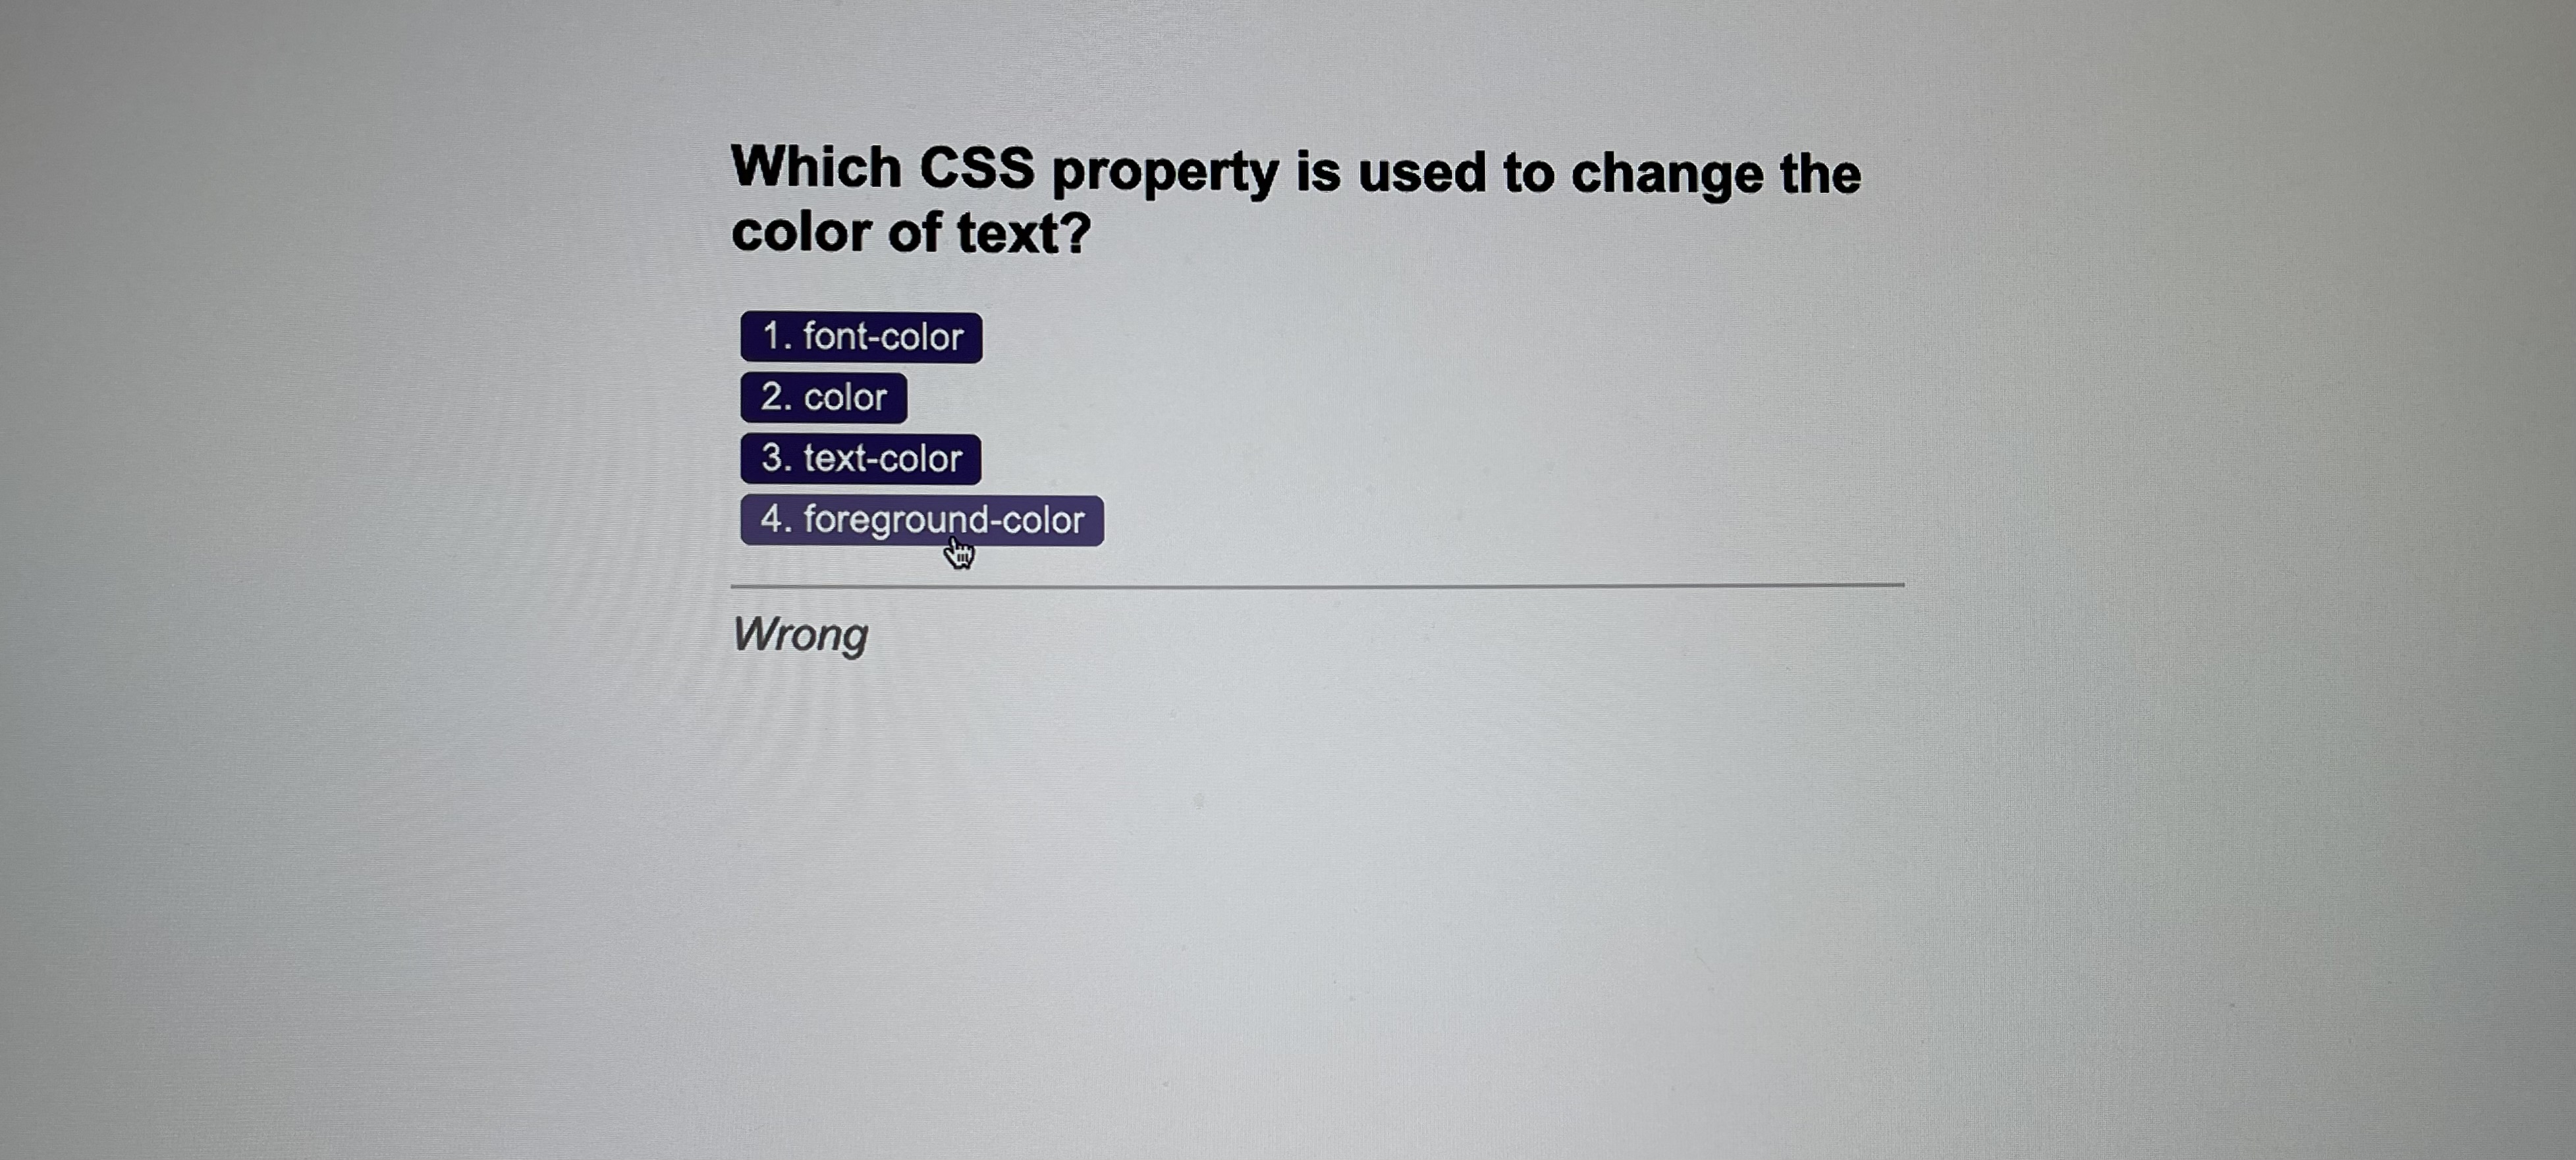 Which CSS property is used to change the
color of text?
1. font-color
2. color
3. text-color
4. foreground-color
Wrong